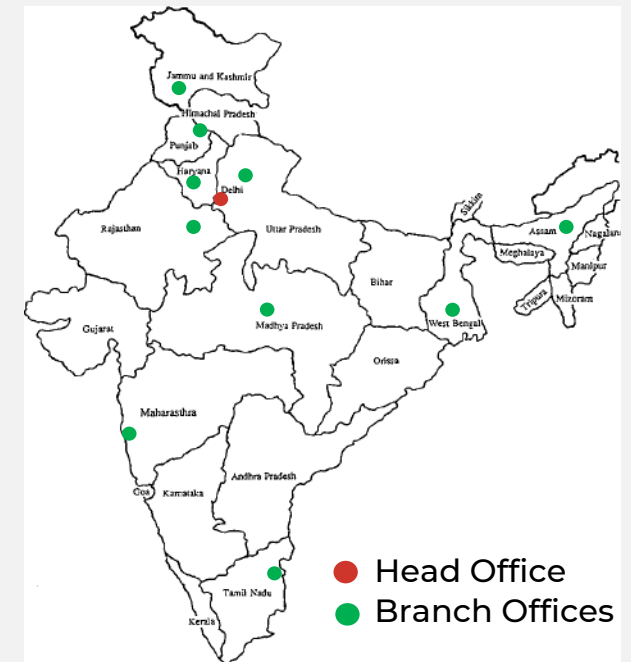 Jammu and Kashmir
Himachal Pradesh
Punjab
Haryana
Delhi
Sikkim
Rajasthan
Uttar Pradesh
Assam
Nagaland
Meghalaya
Manipur
Bihar
Tripura
Mizoram
Gujarat
Madhya Pradesh
West Bengal
Orissa
Maharasthra
Andhra Pradesh
Goa
Karnataka
Head Office
Tamil Nadu
Branch Offices
Kerala